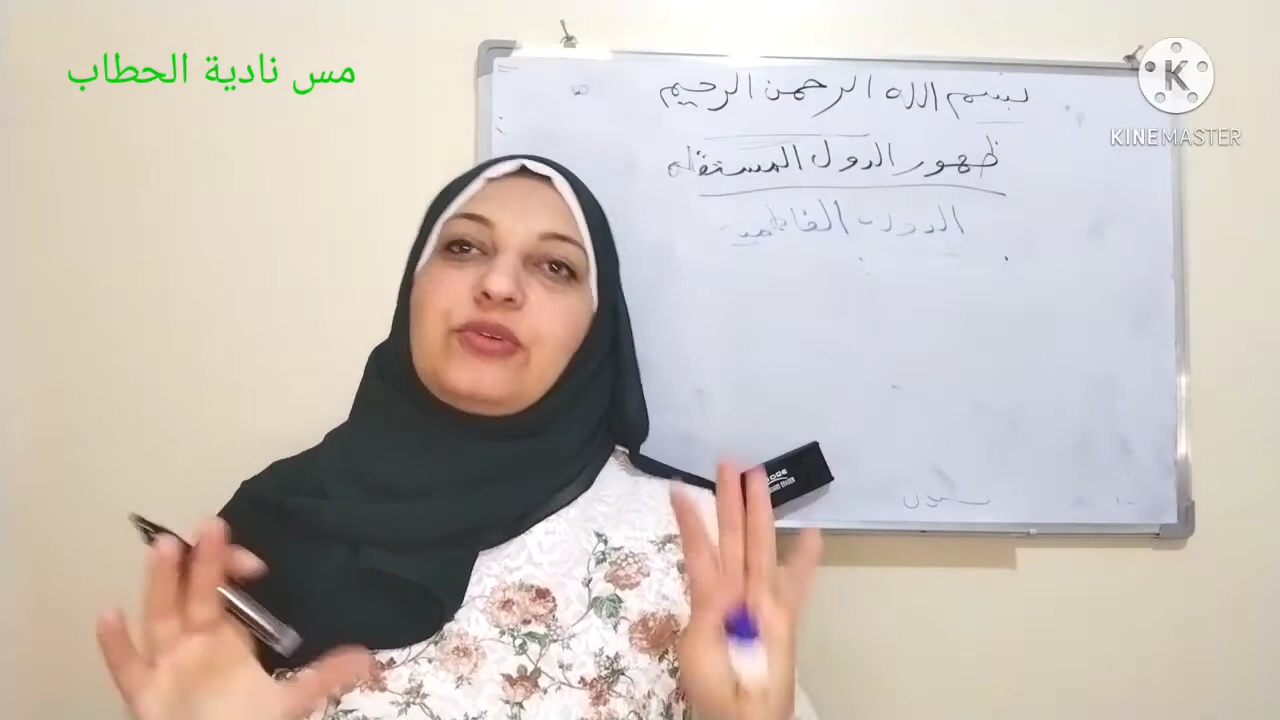 مس نادية الحطاب
بسم الله الرحمن الرحيم
ظهور الدول المستقلة
الدولة الفاطمية
KINEMASTER